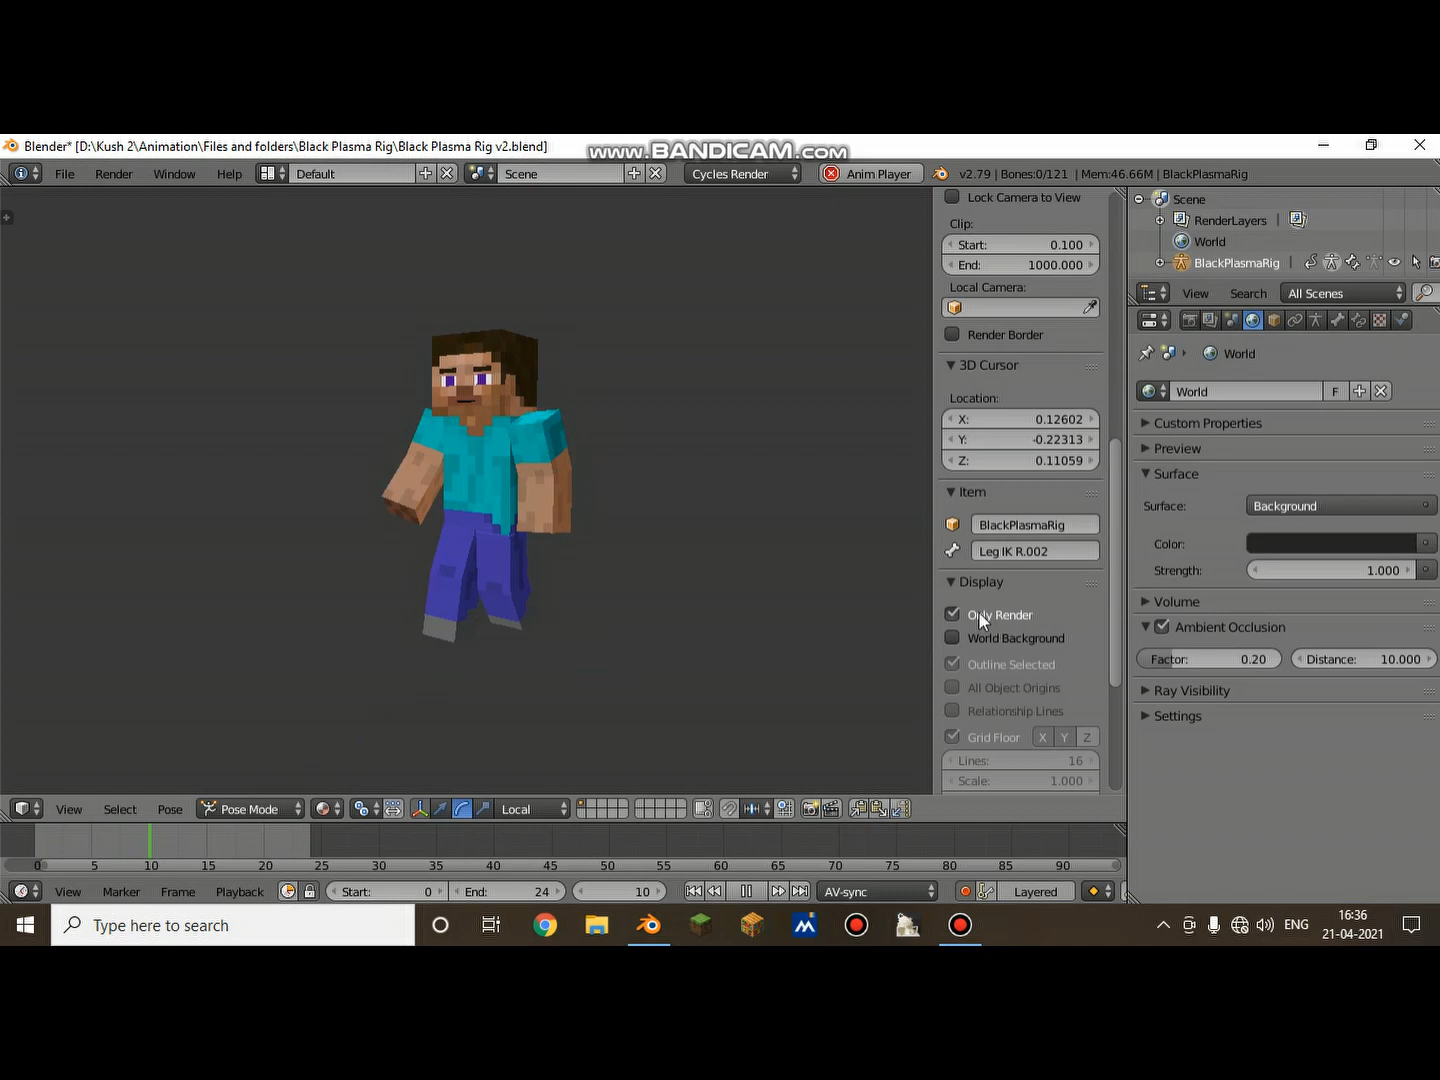 Blender* [D:\Kush 2\Animation\Files and folders\Black Plasma Rig\Black Plasma Rig v2.blend]
www.BANDICAM.com
File Render Window Help Default Scene Cycles Render Anim Player v2.79 | Bones:0/121 | Mem:46.66M | BlackPlasmaRig
Lock Camera to View
Clip:
Start: 0.100
End: 1000.000
Local Camera:
Render Border
3D Cursor
Location:
X: 0.12602
Y: -0.22313
Z: 0.11059
Item
BlackPlasmaRig
Leg IK R.002
Display
Only Render
World Background
Outline Selected
All Object Origins
Relationship Lines
Grid Floor X Y Z
Lines: 16
Scale: 1.000
Scene
RenderLayers |
World
BlackPlasmaRig |
View Search All Scenes
World
World F
Custom Properties
Preview
Surface
Surface: Background
Color:
Strength: 1.000
Volume
Ambient Occlusion
Factor: 0.20 Distance: 10.000
Ray Visibility
Settings
View Select Pose Pose Mode Local
0 5 10 15 20 25 30 35 40 45 50 55 60 65 70 75 80 85 90
View Marker Frame Playback Start: 0 End: 24 10 AV-sync Layered
Type here to search
ENG
16:36
21-04-2021